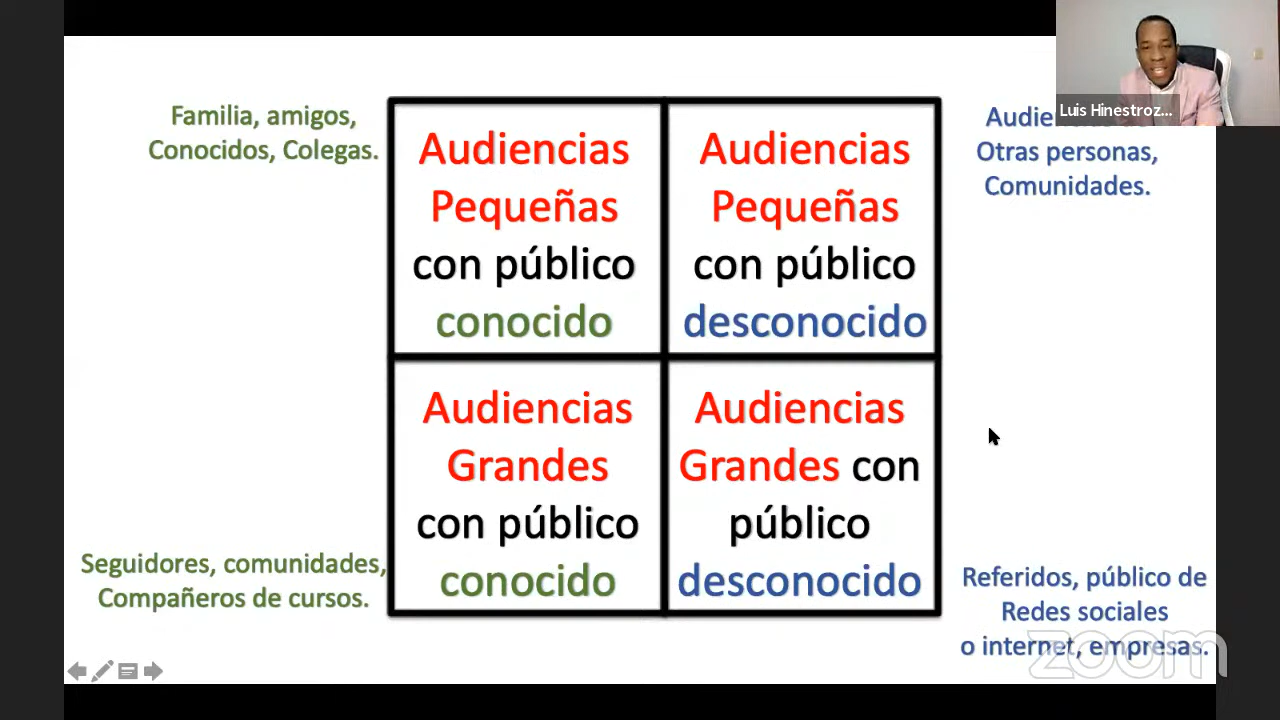 Luis Hinestroz...
Familia, amigos,
Conocidos, Colegas.
Audiencias
Pequeñas
con público
conocido
Audiencias
Pequeñas
con público
desconocido
Otras personas,
Comunidades.
Audiencias
Grandes
con público
conocido
Audiencias
Grandes con
público
desconocido
Seguidores, comunidades,
Compañeros de cursos.
Referidos, público de
Redes sociales
o internet, empresas.
zoom